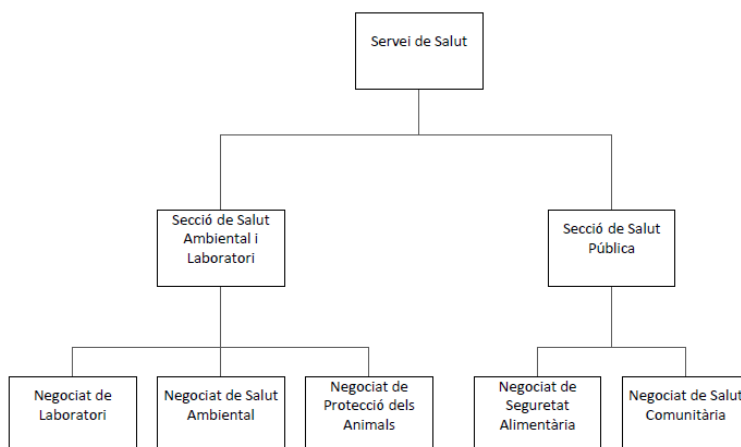 Servei de Salut
Secció de Salut
Ambiental i
Laboratori
Secció de Salut
Pública
Negociat de
Laboratori
Negociat de Salut
Ambiental
Negociat de
Protecció dels
Animals
Negociat de
Seguretat
Alimentària
Negociat de Salut
Comunitària